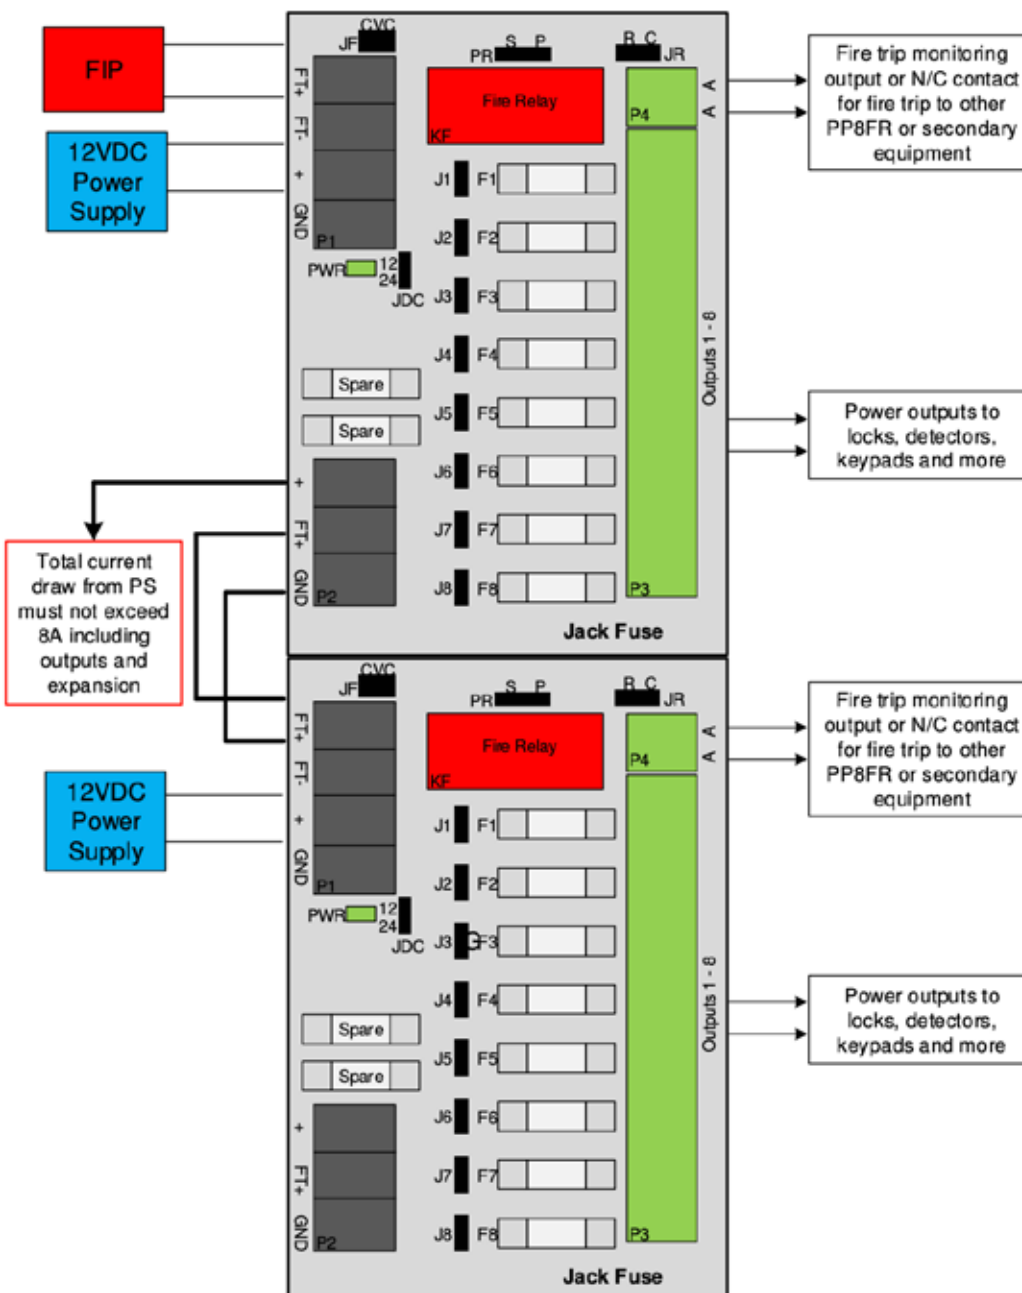 FIP
12VDC
Power
Supply
CVC
JF
FT+
FT-
+
GND
P1
PWR
12
24
JDC
S P
PR
R C
JR
Fire Relay
KF
P4
A
A
Fire trip monitoring
output or N/C contact
for fire trip to other
PP8FR or secondary
equipment
J1 F1
J2 F2
J3 F3
J4 F4
J5 F5
J6 F6
J7 F7
J8 F8
Spare
Spare
Outputs 1 - 8
Power outputs to
locks, detectors,
keypads and more
+
FT+
GND
P2
P3
Total current
draw from PS
must not exceed
8A including
outputs and
expansion
Jack Fuse
CVC
JF
FT+
FT-
+
GND
P1
12VDC
Power
Supply
PWR
12
24
JDC
S P
PR
R C
JR
Fire Relay
KF
P4
A
A
Fire trip monitoring
output or N/C contact
for fire trip to other
PP8FR or secondary
equipment
J1 F1
J2 F2
J3 F3
J4 F4
J5 F5
J6 F6
J7 F7
J8 F8
Spare
Spare
Outputs 1 - 8
Power outputs to
locks, detectors,
keypads and more
+
FT+
GND
P2
P3
Jack Fuse